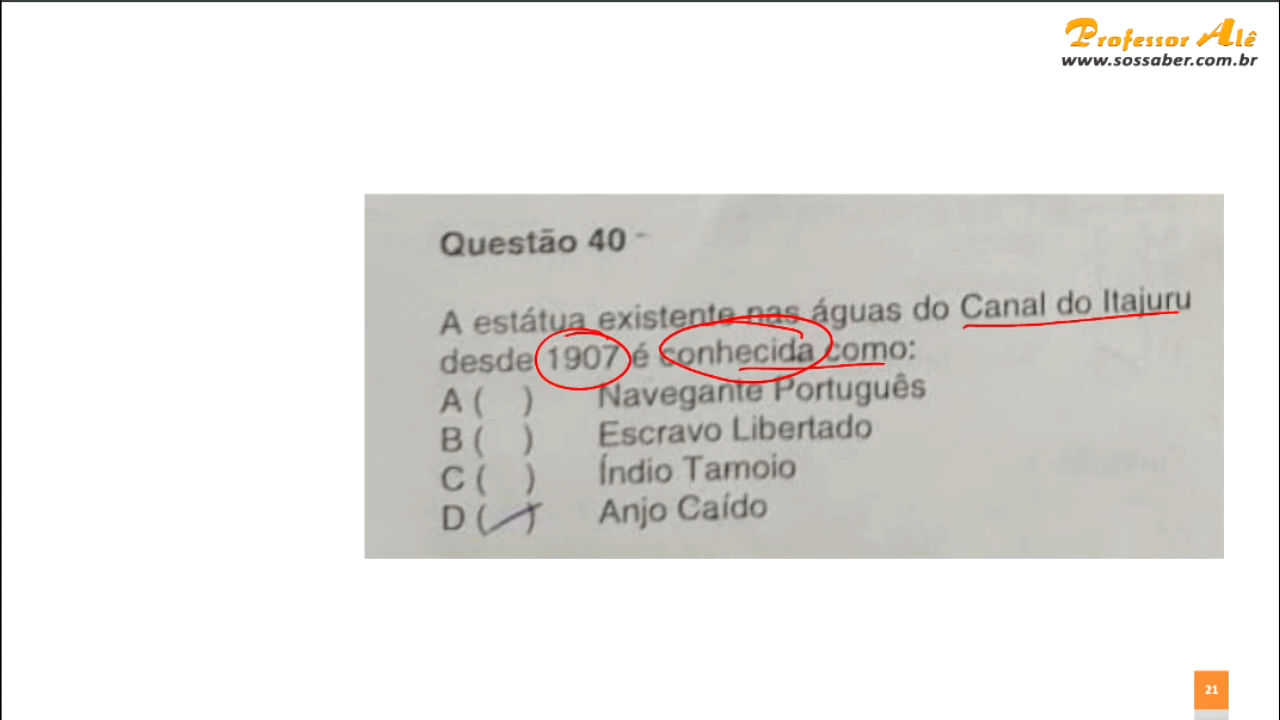 Professor Alê
www.sossaber.com.br
Questão 40 -
A estátua existente nas águas do Canal do Itajuru
desde 1907 é conhecida como:
A ( ) Navegante Português
B ( ) Escravo Libertado
C ( ) Índio Tamoio
D ( ) Anjo Caído
21